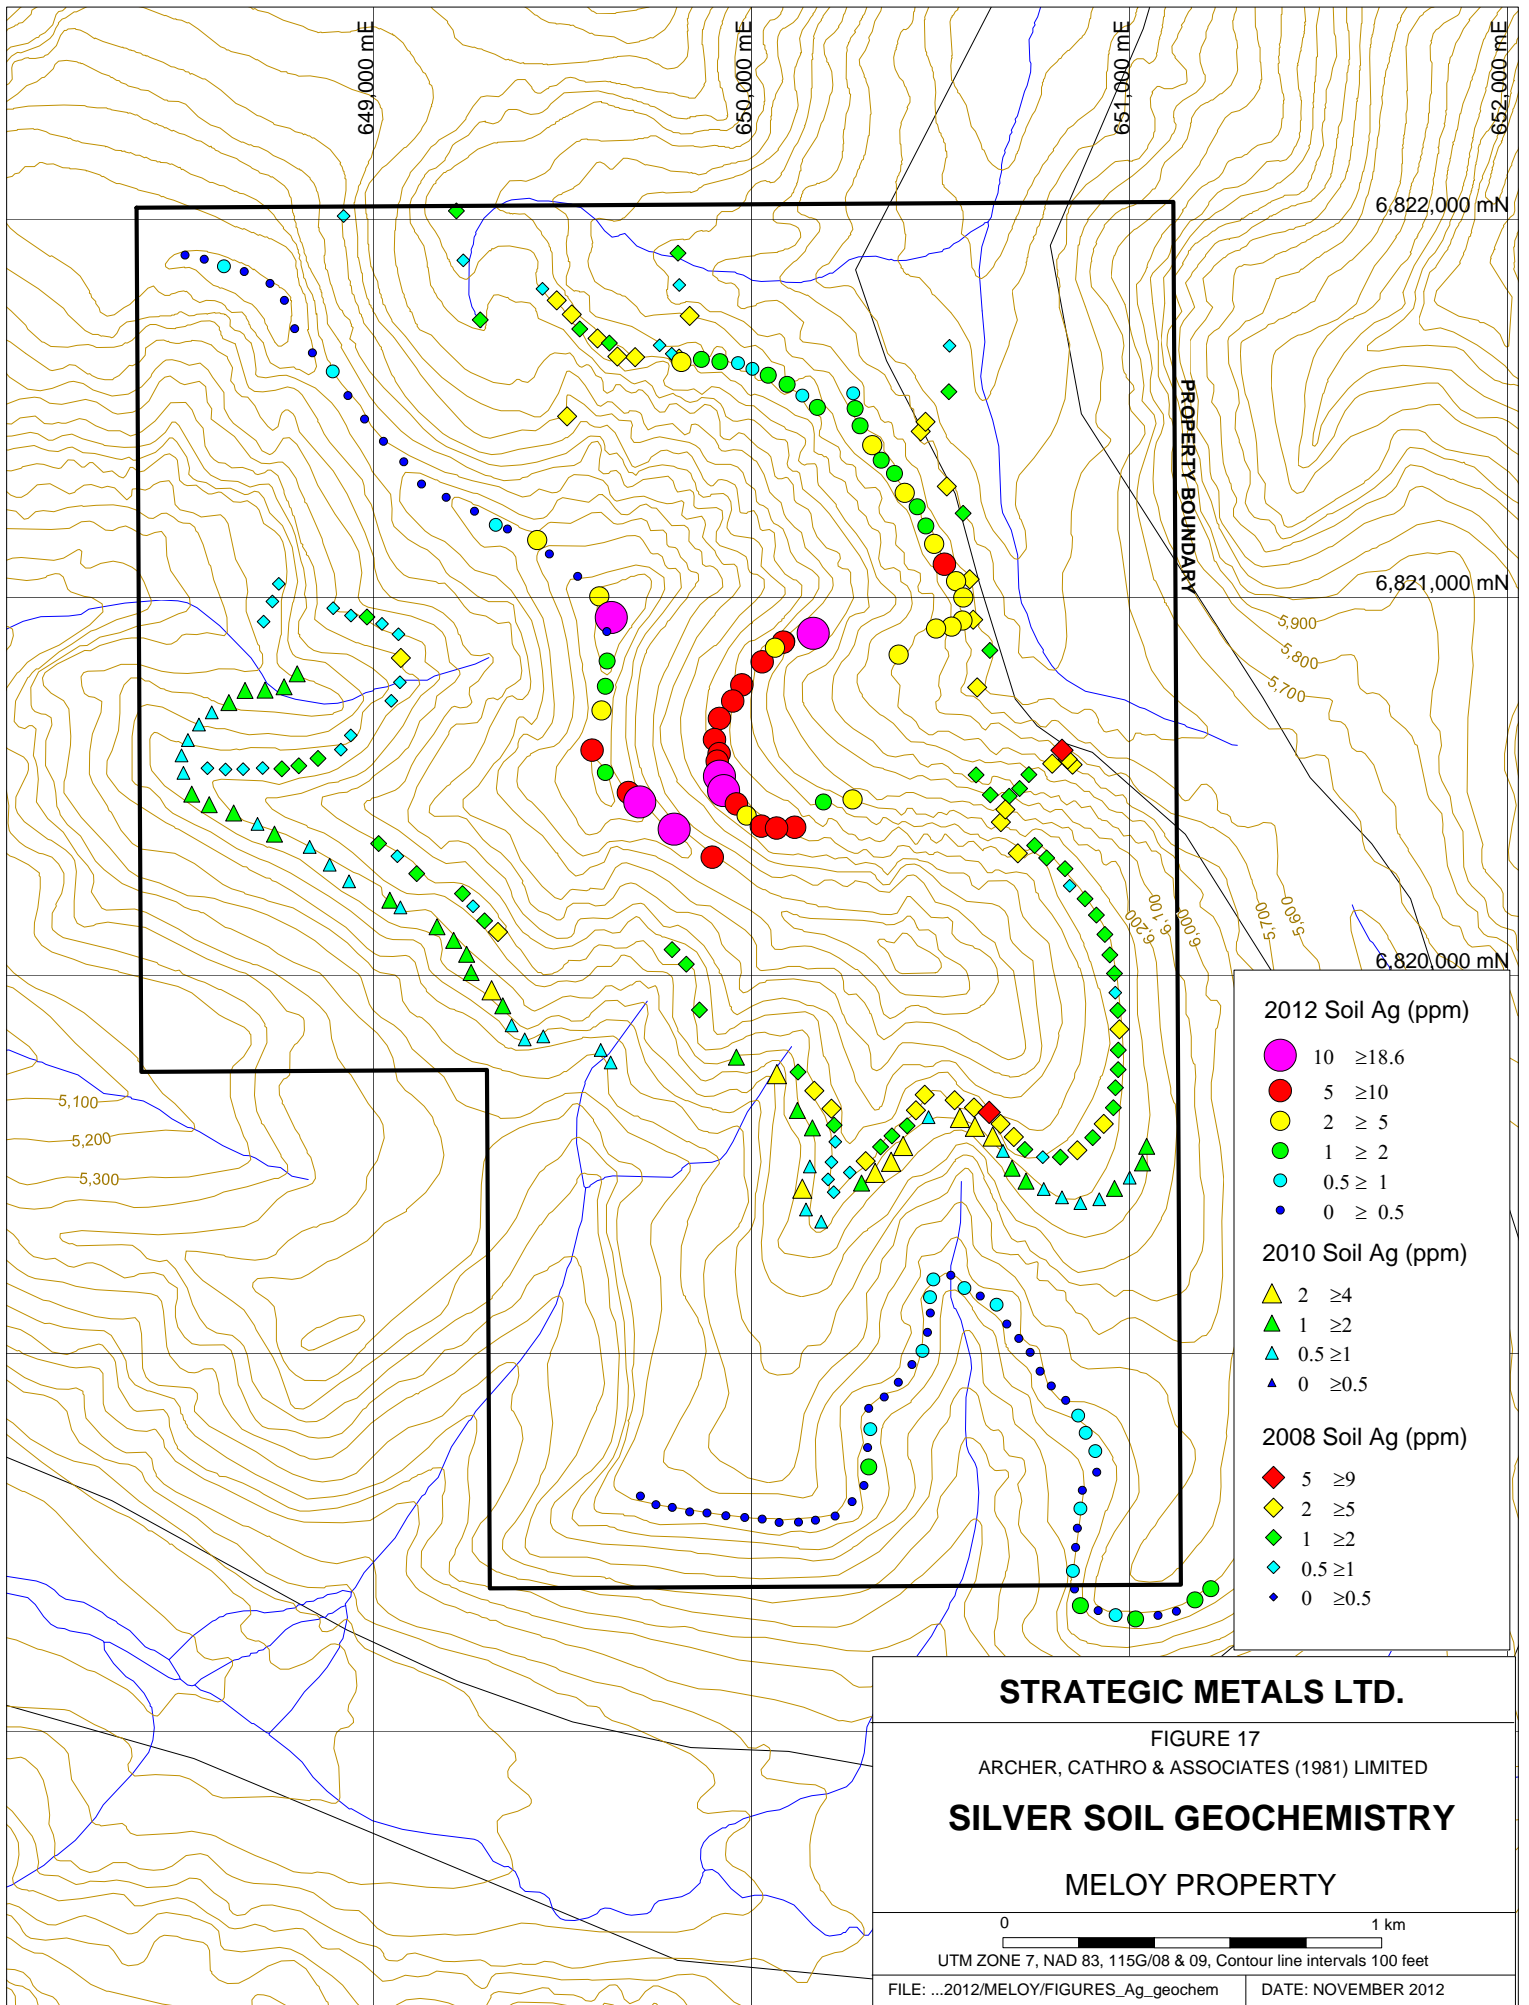 649,000 mE
650,000 mE
651,000 mE
652,000 mE
6,822,000 mN
PROPERTY BOUNDARY
6,821,000 mN
5,900
5,800
5,700
6,200
6,100
6,000
5,700
5,600
6,820,000 mN
5,100
5,200
5,300
2012 Soil Ag (ppm)
10 ≥18.6
5 ≥10
2 ≥ 5
1 ≥ 2
0.5 ≥ 1
0 ≥ 0.5
2010 Soil Ag (ppm)
2 ≥4
1 ≥2
0.5 ≥1
0 ≥0.5
2008 Soil Ag (ppm)
5 ≥9
2 ≥5
1 ≥2
0.5 ≥1
0 ≥0.5
STRATEGIC METALS LTD.
FIGURE 17
ARCHER, CATHRO & ASSOCIATES (1981) LIMITED
SILVER SOIL GEOCHEMISTRY
MELOY PROPERTY
0 1 km
UTM ZONE 7, NAD 83, 115G/08 & 09, Contour line intervals 100 feet
FILE: ...2012/MELOY/FIGURES_Ag_geochem DATE: NOVEMBER 2012